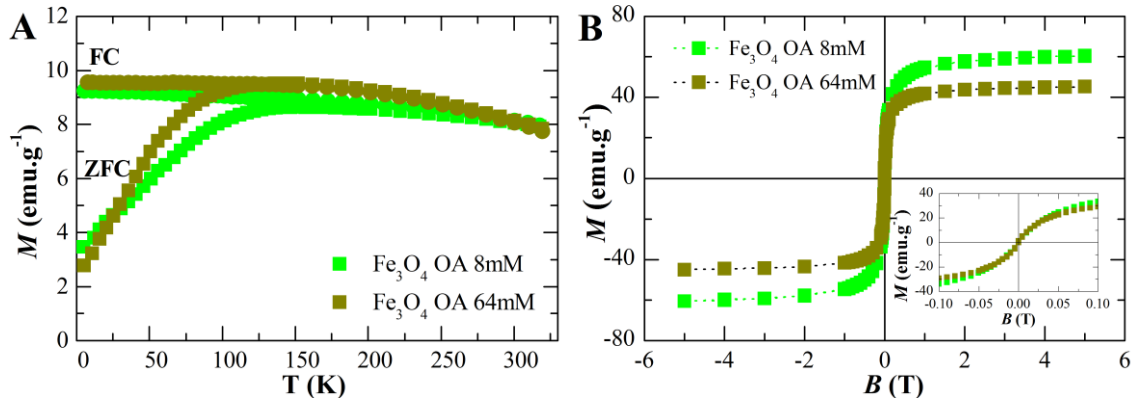 A
M (emu.g⁻¹)
12
10
8
6
4
2
0
FC
ZFC
Fe₃O₄ OA 8mM
Fe₃O₄ OA 64mM
0 50 100 150 200 250 300
T (K)
B
M (emu.g⁻¹)
80
40
0
-40
-80
Fe₃O₄ OA 8mM
Fe₃O₄ OA 64mM
-6 -4 -2 0 2 4 6
B (T)
M (emu.g⁻¹)
40
20
0
-20
-40
-0.10 -0.05 0.00 0.05 0.10
B (T)